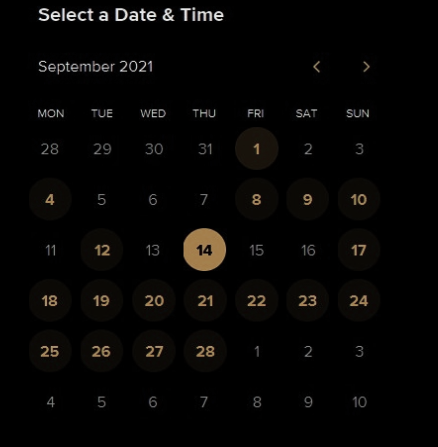 Select a Date & Time
September 2021
MON TUE WED THU FRI SAT SUN
28 29 30 31 1 2 3
4 5 6 7 8 9 10
11 12 13 14 15 16 17
18 19 20 21 22 23 24
25 26 27 28 1 2 3
4 5 6 7 8 9 10